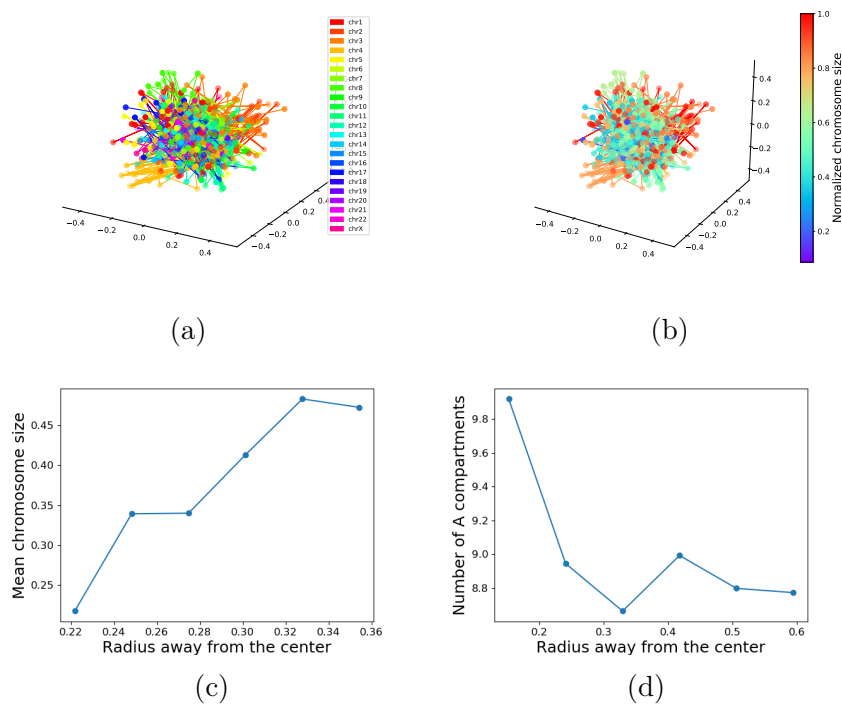 chr1
chr2
chr3
chr4
chr5
chr6
chr7
chr8
chr9
chr10
chr11
chr12
chr13
chr14
chr15
chr16
chr17
chr18
chr19
chr20
chr21
chr22
chrX
−0.4
−0.2
0.0
0.2
0.4
−0.4
−0.2
0.0
0.2
0.4
(a)
−0.4
−0.2
0.0
0.2
0.4
−0.4
−0.2
0.0
0.2
0.4
0.4
0.2
0.0
−0.2
−0.4
1.0
0.8
0.6
0.4
0.2
Normalized chromosome size
(b)
Mean chromosome size
0.45
0.40
0.35
0.30
0.25
0.22 0.24 0.26 0.28 0.30 0.32 0.34 0.36
Radius away from the center
(c)
Number of A compartments
9.8
9.6
9.4
9.2
9.0
8.8
0.2 0.3 0.4 0.5 0.6
Radius away from the center
(d)